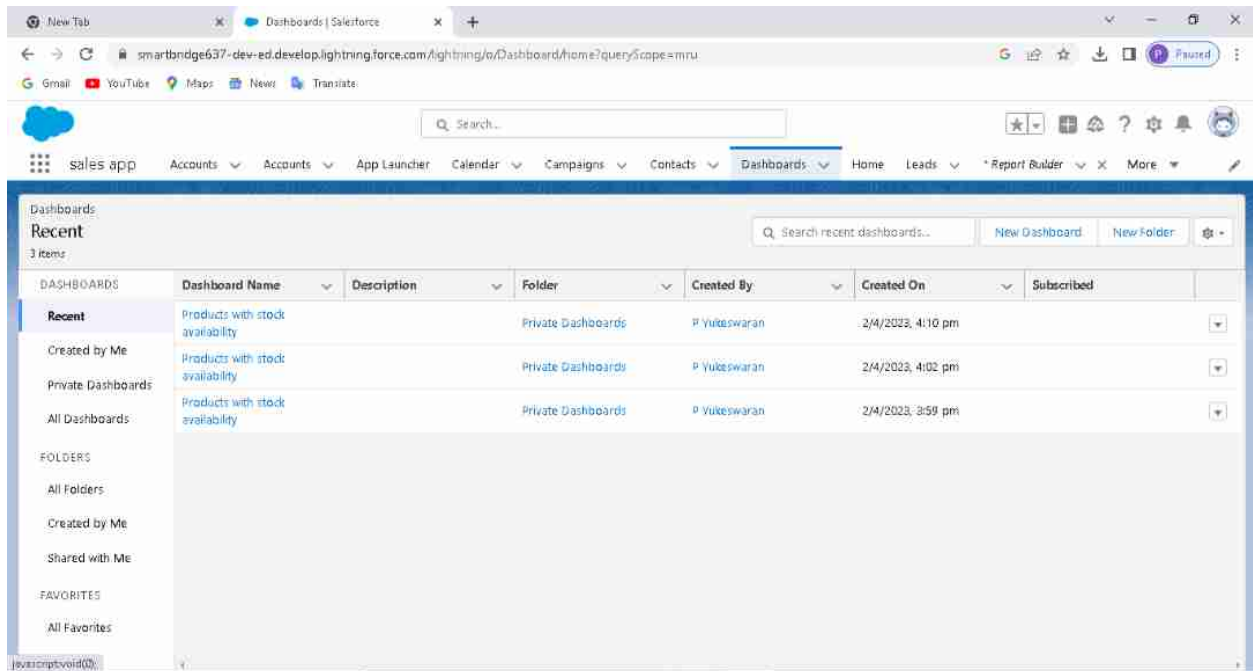 New Tab
Dashboards | Salesforce
smartbridge637-dev-ed.develop.lightning.force.com/lightning/o/Dashboard/home?queryScope=mru
P
Paused
Gmail
YouTube
Maps
News
Translate
Search...
sales app
Accounts
Accounts
App Launcher
Calendar
Campaigns
Contacts
Dashboards
Home
Leads
* Report Builder
More
Dashboards
Recent
3 items
Search recent dashboards...
New Dashboard
New Folder
DASHBOARDS
Dashboard Name
Description
Folder
Created By
Created On
Subscribed
Recent
Products with stock
availability
Private Dashboards
P Yukeswaran
2/4/2023, 4:10 pm
Created by Me
Products with stock
availability
Private Dashboards
P Yukeswaran
2/4/2023, 4:02 pm
Private Dashboards
Products with stock
availability
Private Dashboards
P Yukeswaran
2/4/2023, 3:59 pm
All Dashboards
FOLDERS
All Folders
Created by Me
Shared with Me
FAVORITES
All Favorites
javascript:void(0);